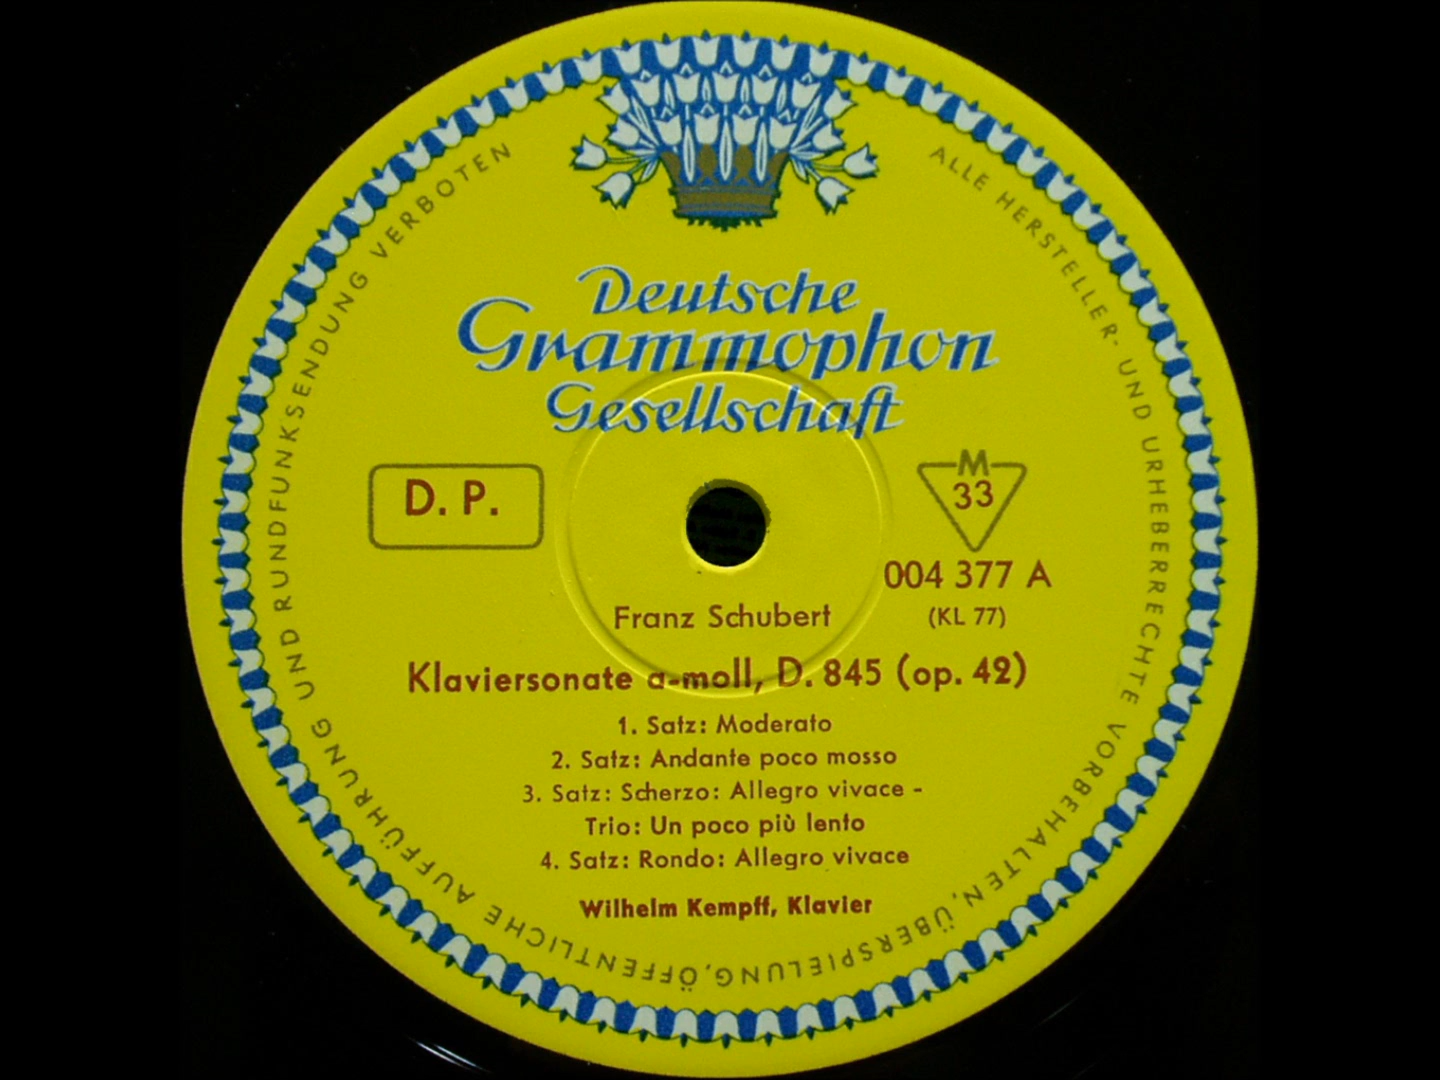 ALLE HERSTELLER- UND URHEBERRECHTE VORBEHALTEN, ÜBERSPIELUNG, ÖFFENTLICHE AUFFÜHRUNG UND RUNDFUNKSENDUNG VERBOTEN
Deutsche
Grammophon
Gesellschaft
D. P.
M
33
004 377 A
(KL 77)
Franz Schubert
Klaviersonate a-moll, D. 845 (op. 42)
1. Satz: Moderato
2. Satz: Andante poco mosso
3. Satz: Scherzo: Allegro vivace -
Trio: Un poco più lento
4. Satz: Rondo: Allegro vivace
Wilhelm Kempff, Klavier